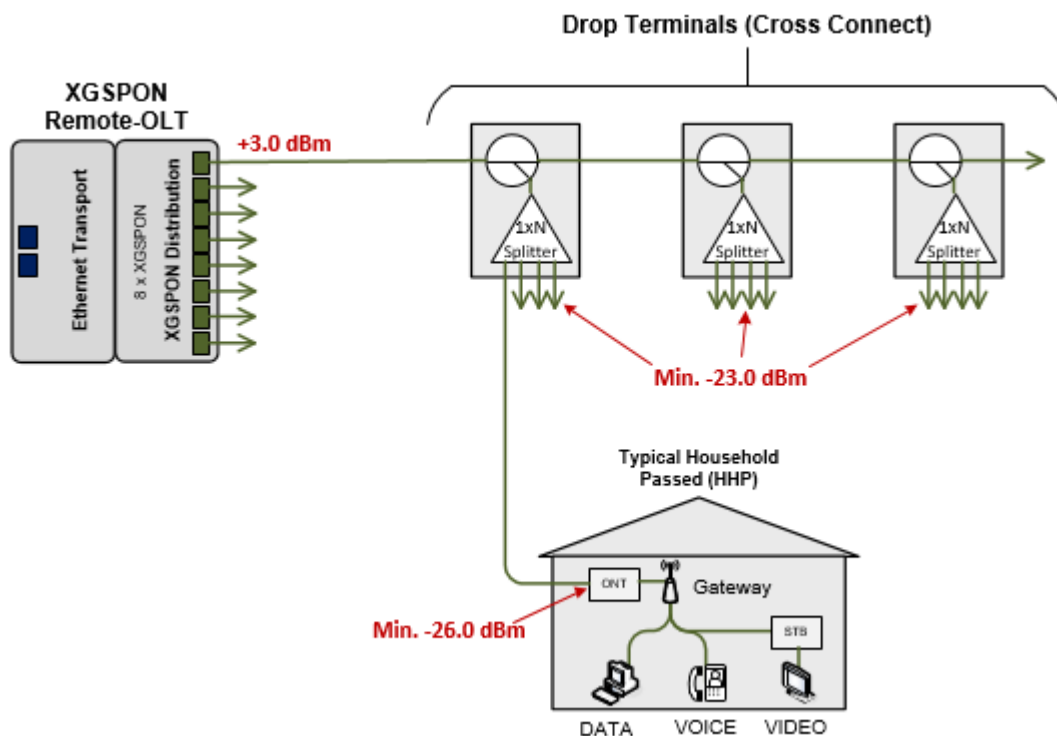 Drop Terminals (Cross Connect)
XGSPON
Remote-OLT
+3.0 dBm
Ethernet Transport
8 x XGSPON
XGSPON Distribution
1xN
Splitter
1xN
Splitter
1xN
Splitter
Min. -23.0 dBm
Typical Household
Passed (HHP)
ONT
Gateway
Min. -26.0 dBm
STB
DATA
VOICE
VIDEO